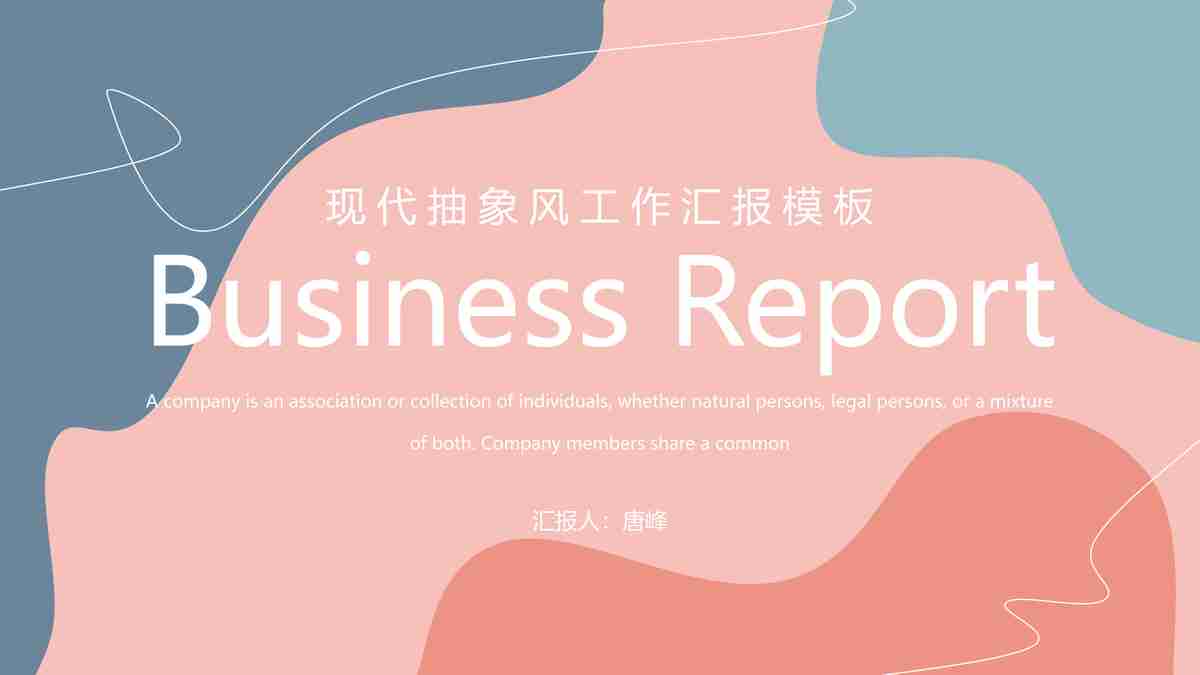 现代抽象风工作汇报模板
Business Report
A company is an association or collection of individuals, whether natural persons, legal persons, or a mixture
of both. Company members share a common
汇报人：唐峰